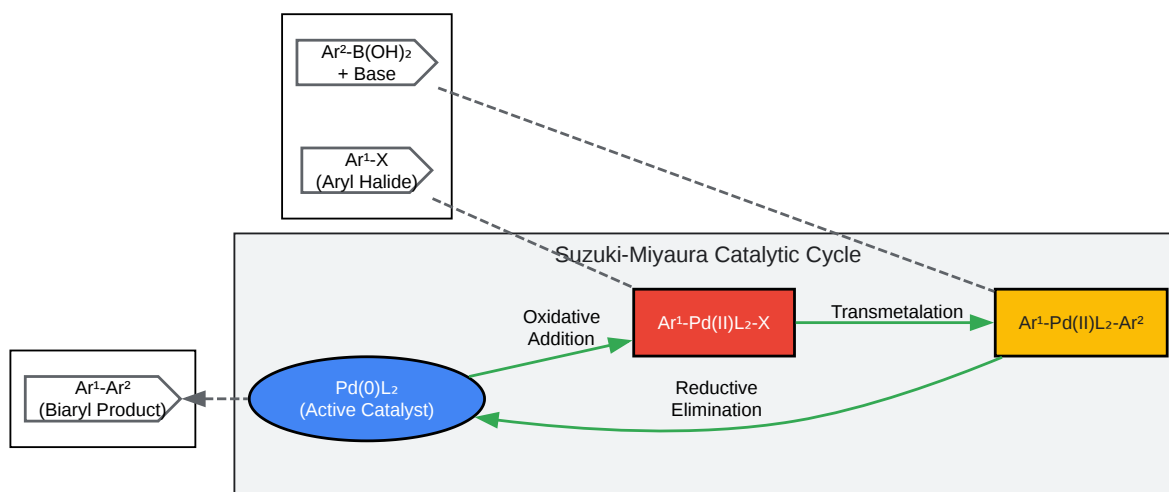 Ar²-B(OH)₂
+ Base
Ar¹-X
(Aryl Halide)
Suzuki-Miyaura Catalytic Cycle
Oxidative
Addition
Ar¹-Pd(II)L₂-X
Transmetalation
Ar¹-Pd(II)L₂-Ar²
Ar¹-Ar²
(Biaryl Product)
Pd(0)L₂
(Active Catalyst)
Reductive
Elimination